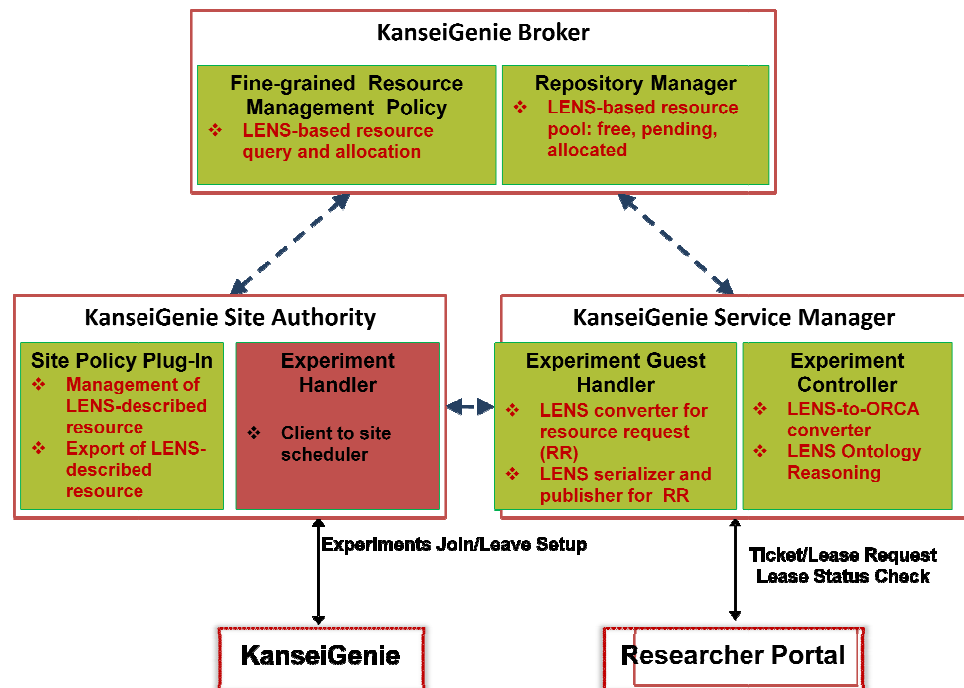 KanseiGenie Broker
Fine-grained Resource
Management Policy
❖ LENS-based resource
query and allocation
Repository Manager
❖ LENS-based resource
pool: free, pending,
allocated
KanseiGenie Site Authority
Site Policy Plug-In
❖ Management of
LENS-described
resource
❖ Export of LENS-
described
resource
Experiment
Handler
❖ Client to site
scheduler
KanseiGenie Service Manager
Experiment Guest
Handler
❖ LENS converter for
resource request
(RR)
❖ LENS serializer and
publisher for RR
Experiment
Controller
❖ LENS-to-ORCA
converter
❖ LENS Ontology
Reasoning
Experiments Join/Leave Setup
Ticket/Lease Request
Lease Status Check
KanseiGenie
Researcher Portal